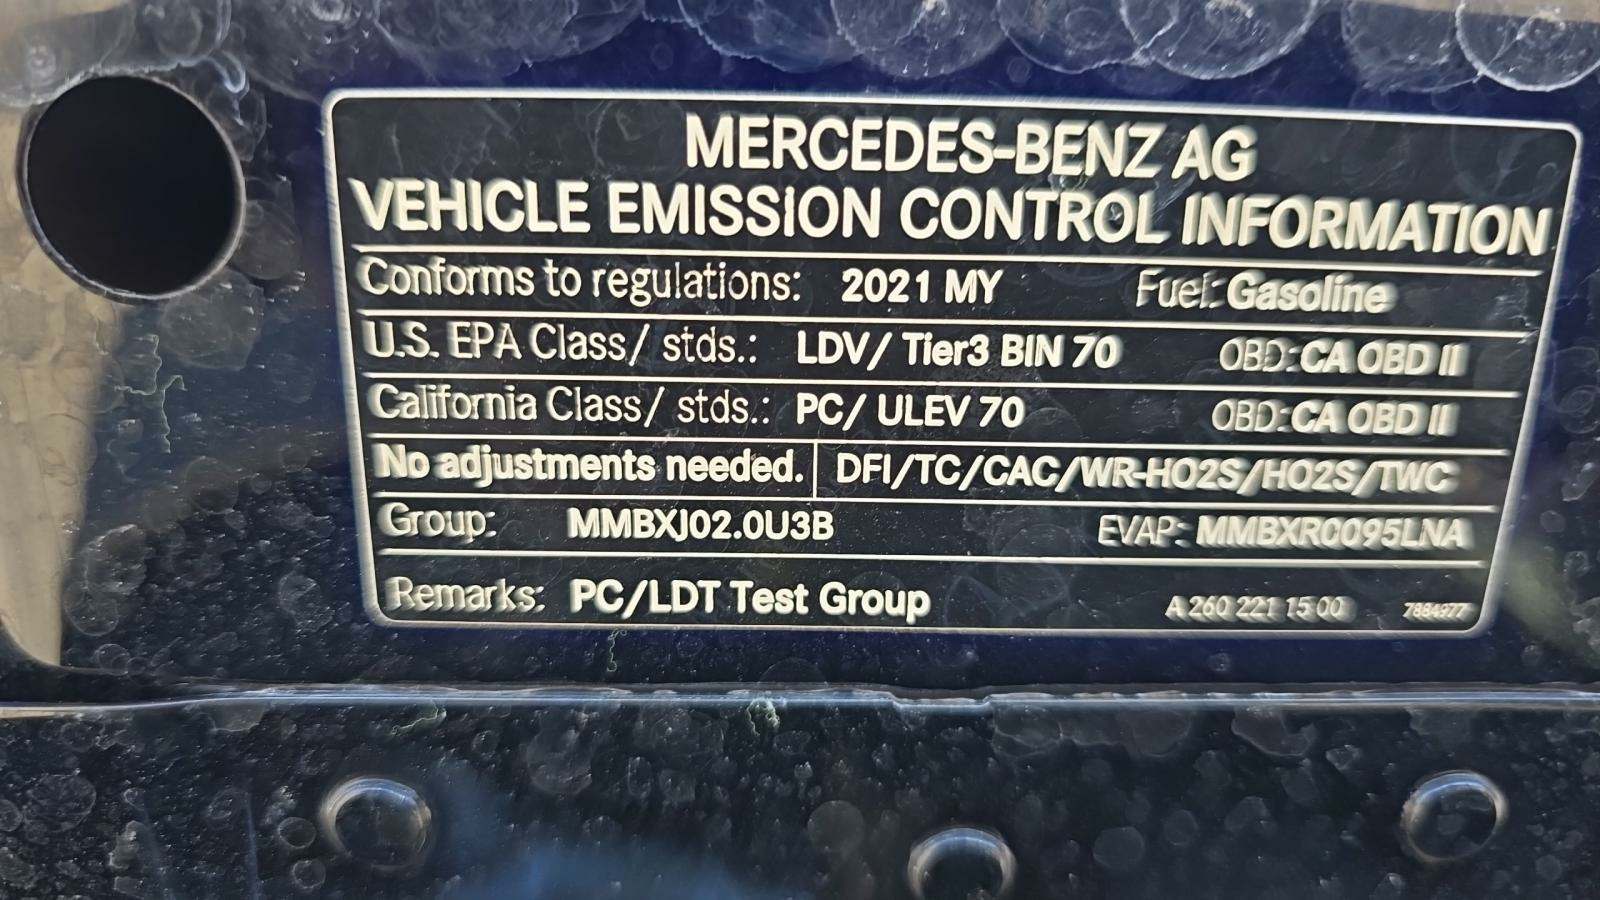 MERCEDES-BENZ AG
VEHICLE EMISSION CONTROL INFORMATION
Conforms to regulations: 2021 MY Fuel: Gasoline
U.S. EPA Class/ stds.: LDV/ Tier3 BIN 70 OBD: CA OBD II
California Class/ stds.: PC/ ULEV 70 OBD: CA OBD II
No adjustments needed. DFI/TC/CAC/WR-HO2S/HO2S/TWC
Group: MMBXJ02.0U3B EVAP: MMBXR0095LNA
Remarks: PC/LDT Test Group A 260 221 15 00 7884977